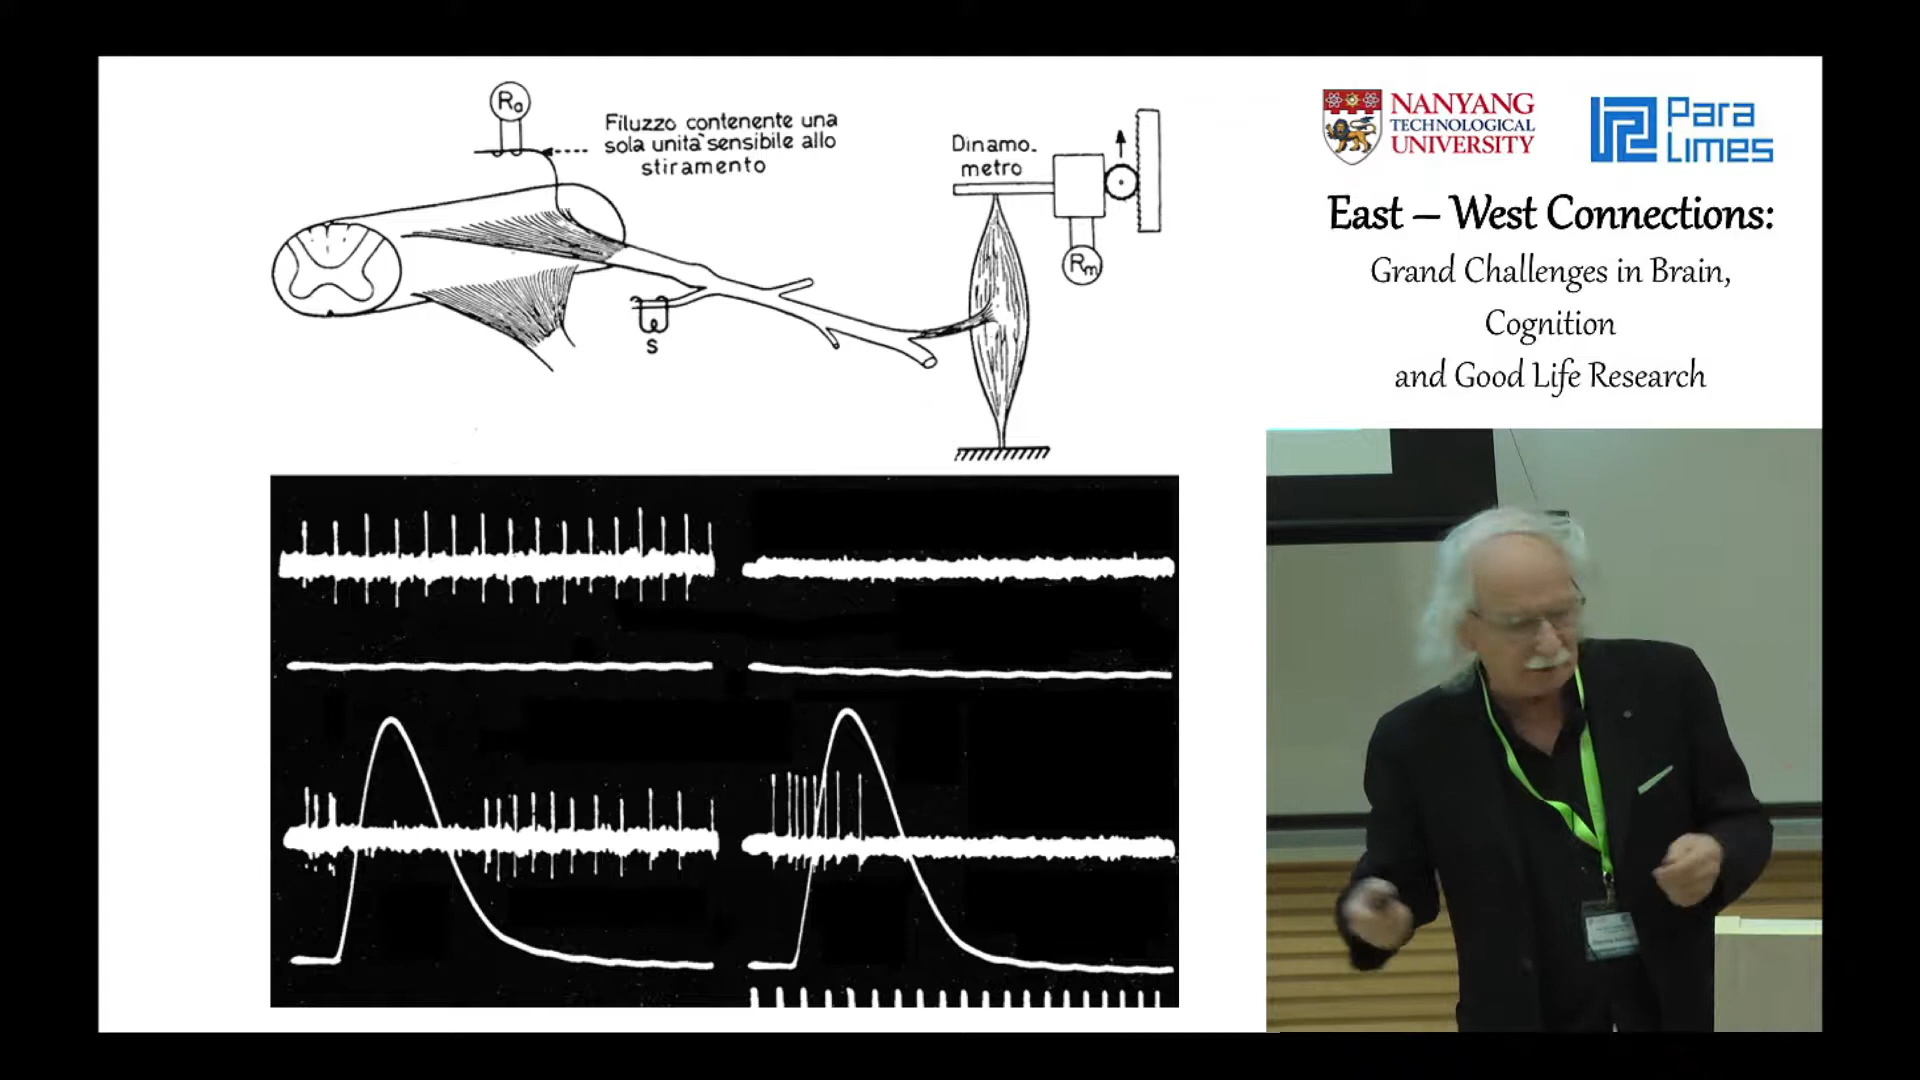 Ra
Filuzzo contenente una
sola unità sensibile allo
stiramento
Dinamo-
metro
Rm
S
NANYANG
TECHNOLOGICAL
UNIVERSITY
Para
Limes
East – West Connections:
Grand Challenges in Brain,
Cognition
and Good Life Research